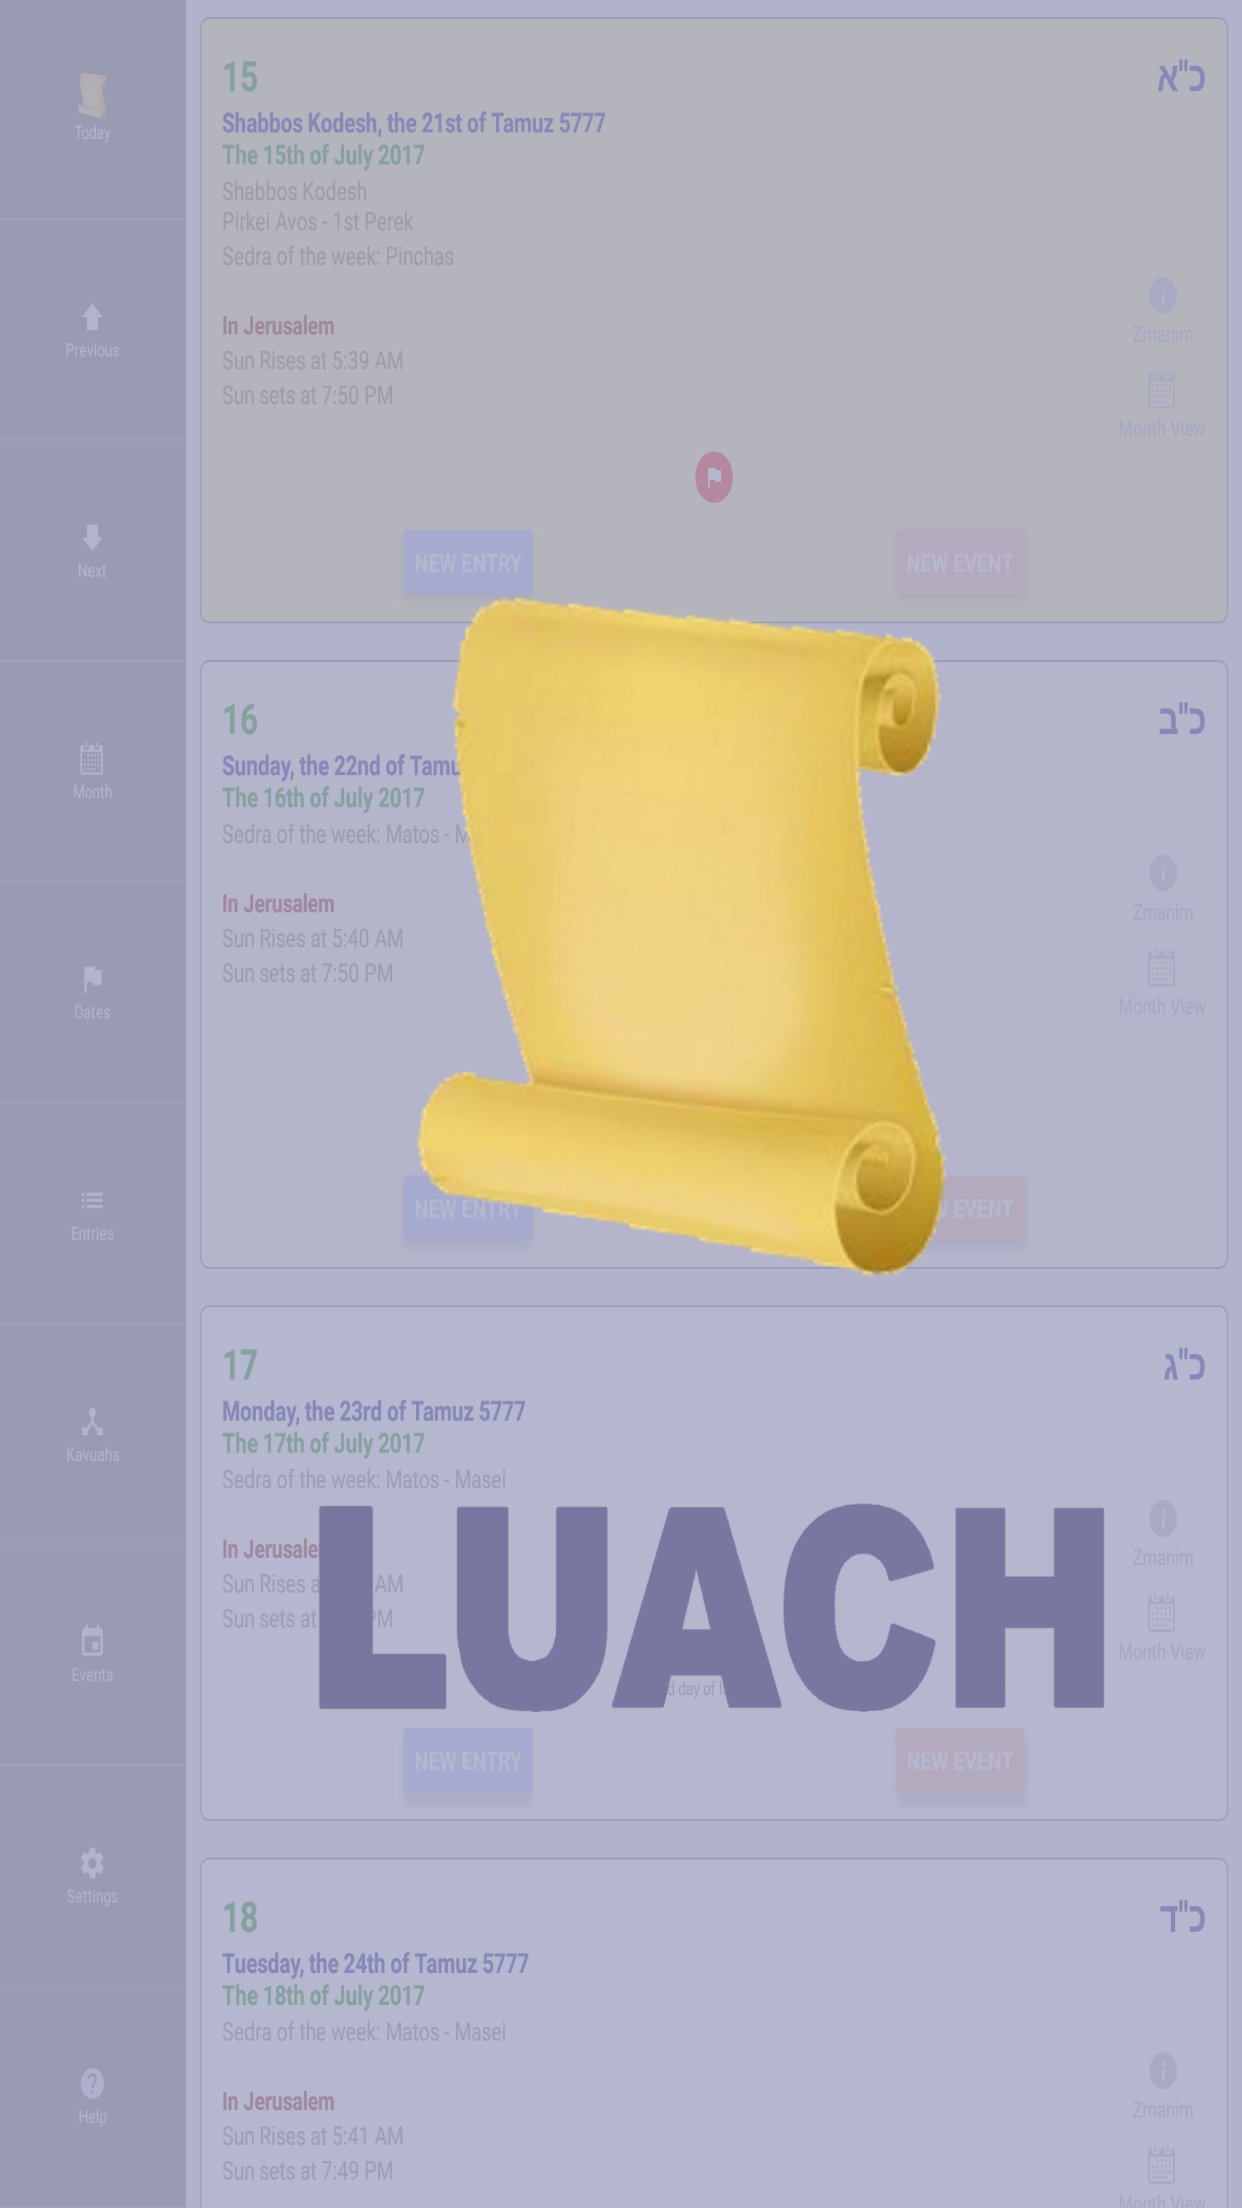 Today
Previous
Next
Month
Dates
Entries
Kavuahs
Events
Settings
Help
15
כ"א
Shabbos Kodesh, the 21st of Tamuz 5777
The 15th of July 2017
Shabbos Kodesh
Pirkei Avos - 1st Perek
Sedra of the week: Pinchas
In Jerusalem
Sun Rises at 5:39 AM
Sun sets at 7:50 PM
Zmanim
Month View
NEW ENTRY
NEW EVENT
16
כ"ב
Sunday, the 22nd of Tamu
The 16th of July 2017
Sedra of the week: Matos - M
In Jerusalem
Sun Rises at 5:40 AM
Sun sets at 7:50 PM
Zmanim
Month View
NEW ENTRY
EVENT
17
כ"ג
Monday, the 23rd of Tamuz 5777
The 17th of July 2017
Sedra of the week: Matos - Masei
In Jerusale
Sun Rises a AM
Sun sets at PM
Zmanim
Month View
LUACH
d day of
NEW ENTRY
NEW EVENT
18
כ"ד
Tuesday, the 24th of Tamuz 5777
The 18th of July 2017
Sedra of the week: Matos - Masei
In Jerusalem
Sun Rises at 5:41 AM
Sun sets at 7:49 PM
Zmanim
Month View